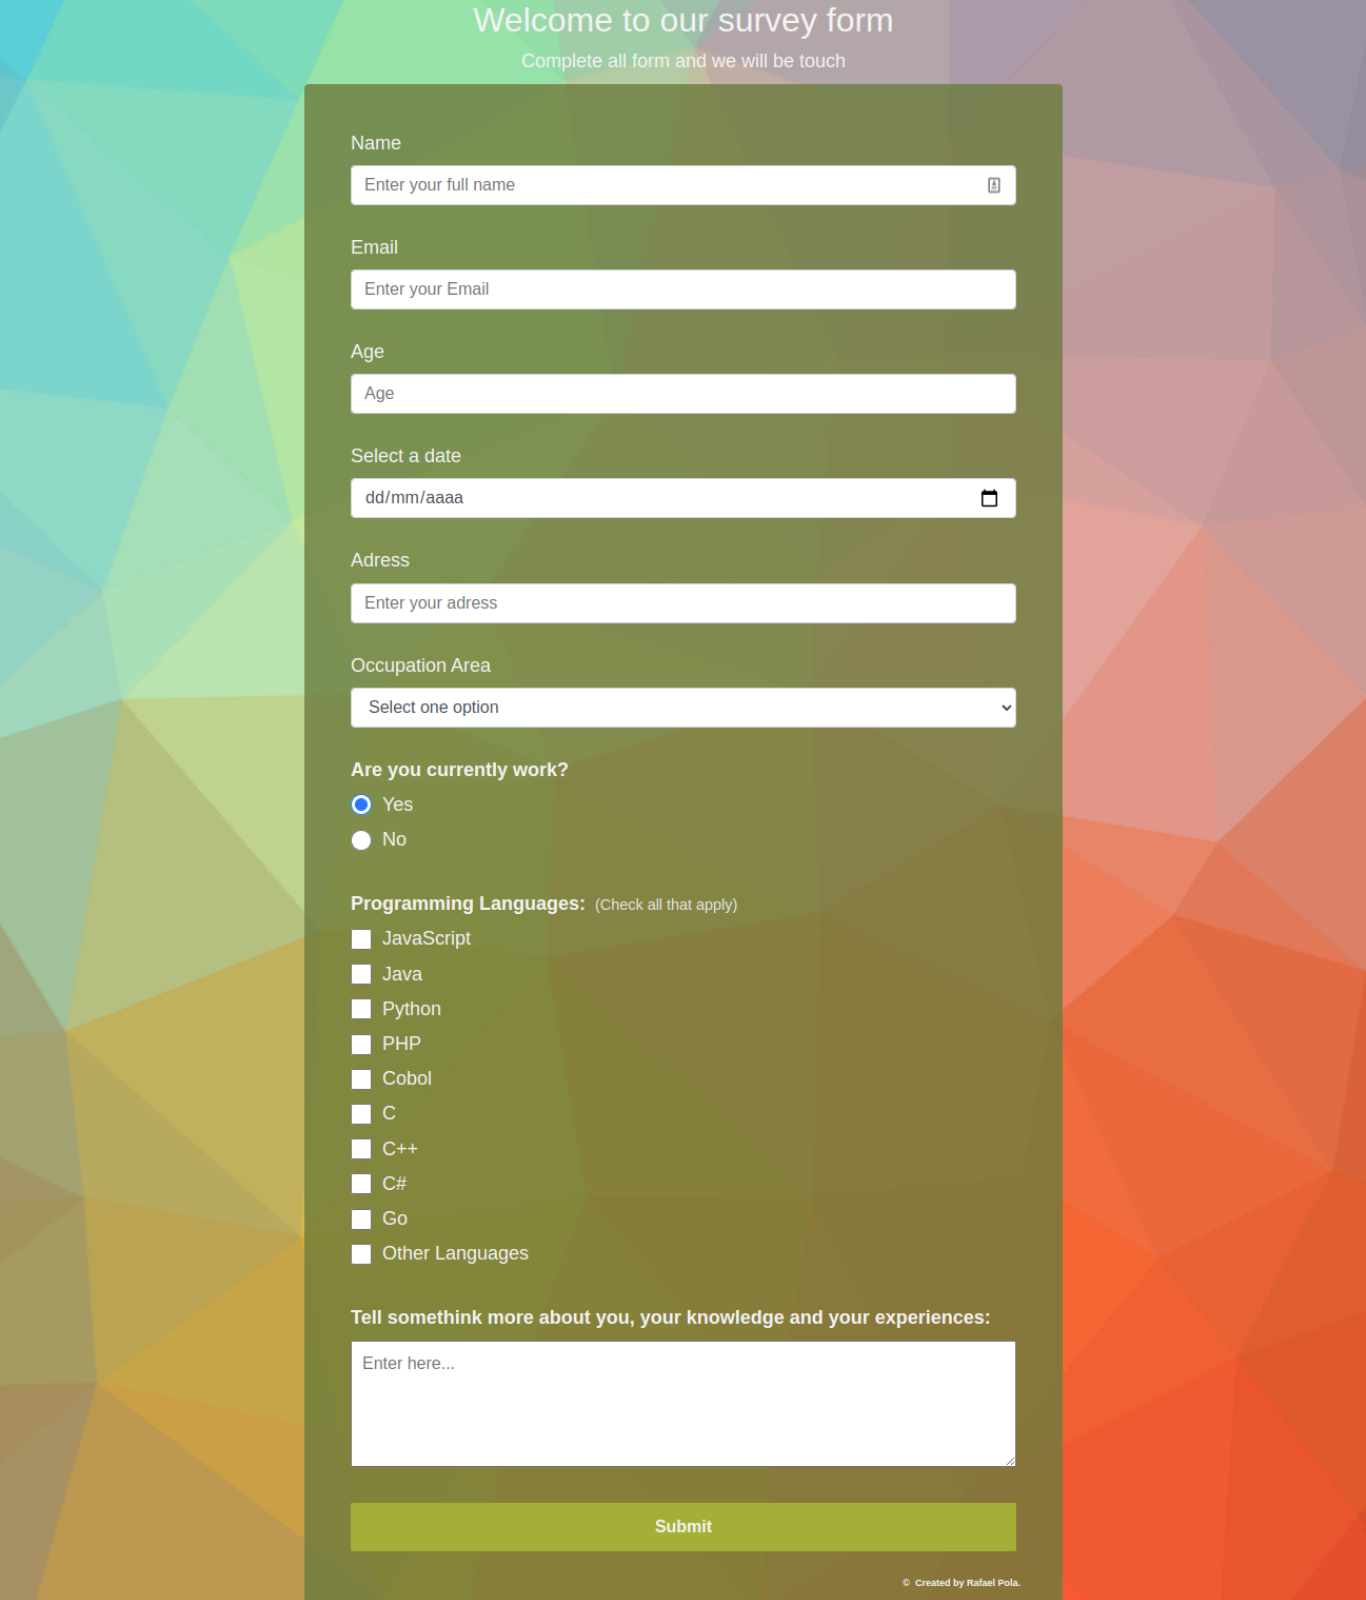 Welcome to our survey form
Complete all form and we will be touch
Name
Enter your full name
Email
Enter your Email
Age
Age
Select a date
dd/mm/aaaa
Adress
Enter your adress
Occupation Area
Select one option
Are you currently work?
Yes
No
Programming Languages: (Check all that apply)
JavaScript
Java
Python
PHP
Cobol
C
C++
C#
Go
Other Languages
Tell somethink more about you, your knowledge and your experiences:
Enter here...
Submit
© Created by Rafael Pola.